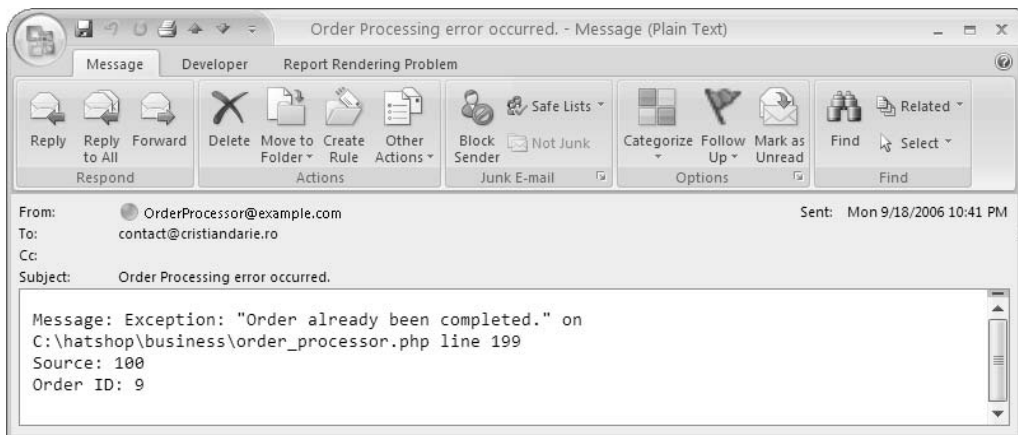 Order Processing error occurred. - Message (Plain Text)
Message Developer Report Rendering Problem
Reply Reply to All Forward
Respond
Delete Move to Folder Create Rule Other Actions
Actions
Block Sender Safe Lists Not Junk
Junk E-mail
Categorize Follow Up Mark as Unread
Options
Find Related Select
Find
From: OrderProcessor@example.com Sent: Mon 9/18/2006 10:41 PM
To: contact@cristiandarie.ro
Cc:
Subject: Order Processing error occurred.
Message: Exception: "Order already been completed." on
C:\hatshop\business\order_processor.php line 199
Source: 100
Order ID: 9